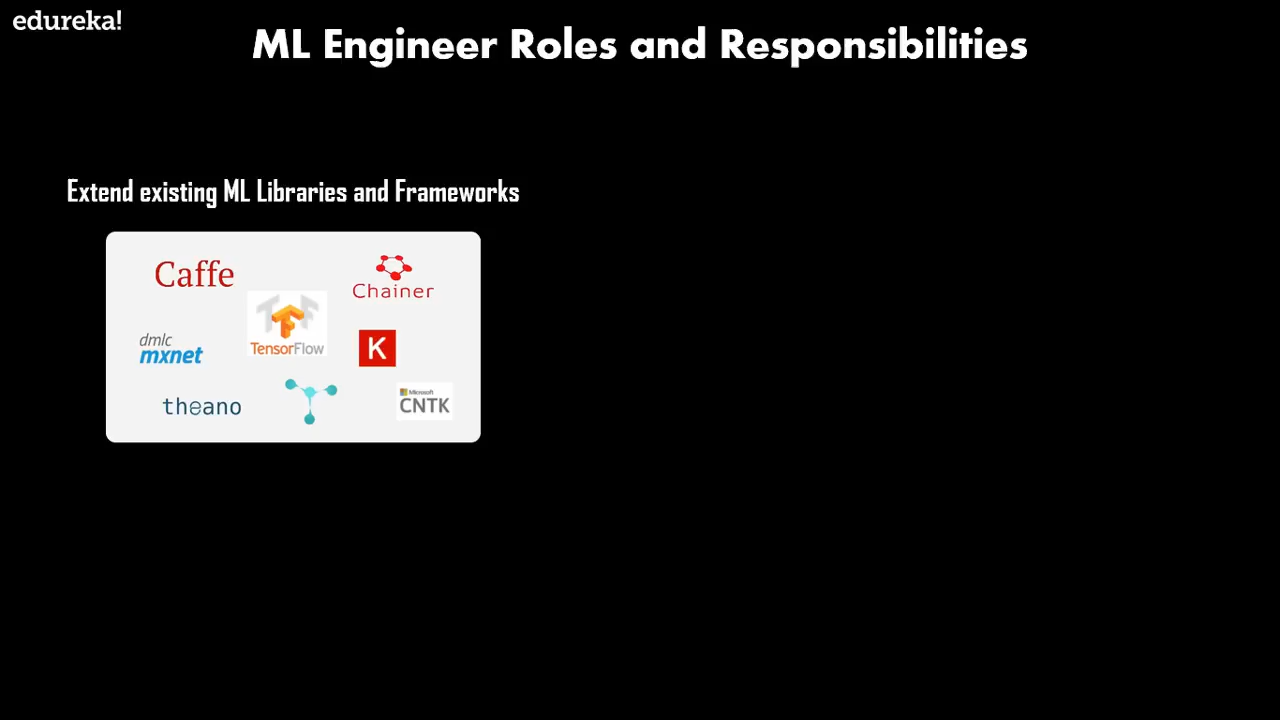 edureka!
ML Engineer Roles and Responsibilities
Extend existing ML Libraries and Frameworks
Caffe
Chainer
TensorFlow
dmlc
mxnet
K
theano
Microsoft
CNTK